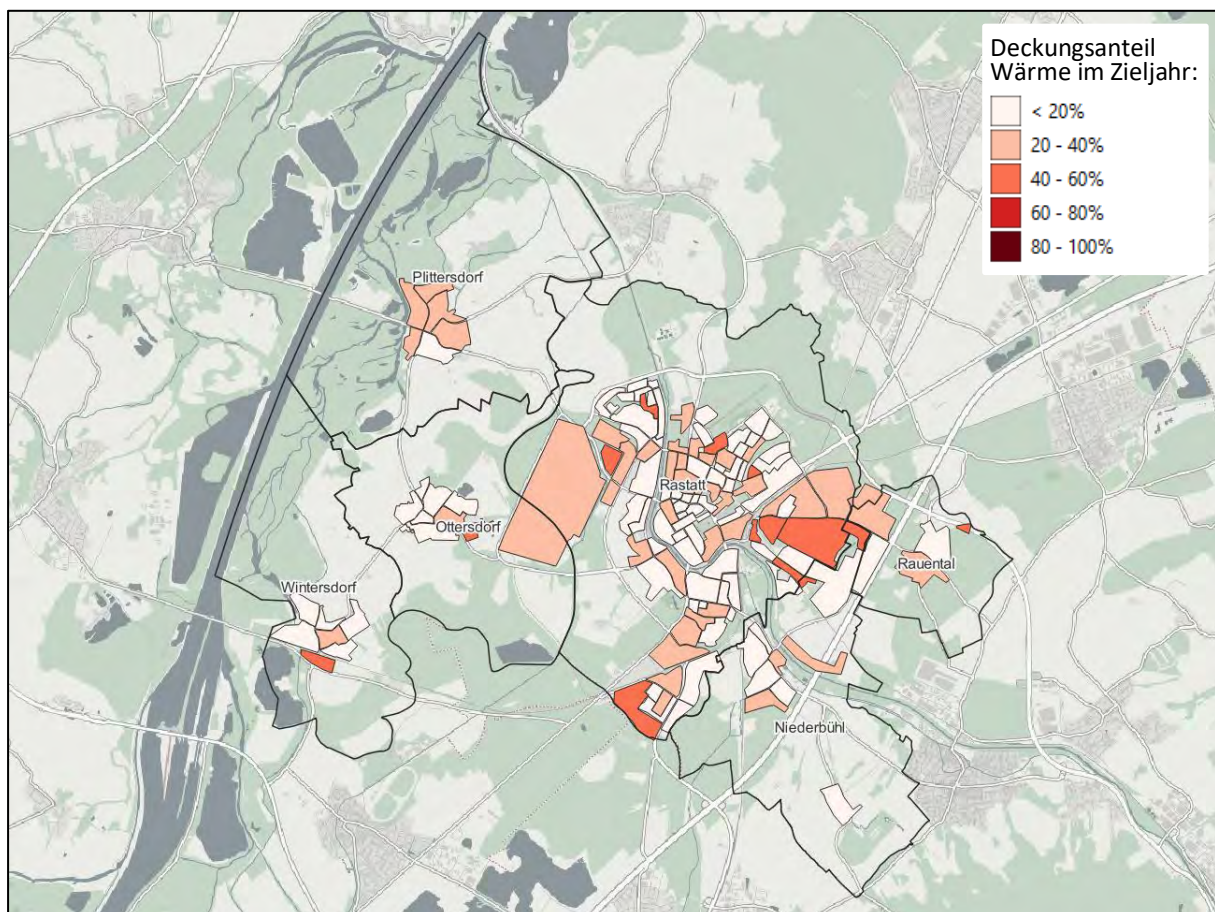 Deckungsanteil
Wärme im Zieljahr:
< 20%
20 - 40%
40 - 60%
60 - 80%
80 - 100%
Plittersdorf
Rastatt
Ottersdorf
Rauental
Wintersdorf
Niederbühl